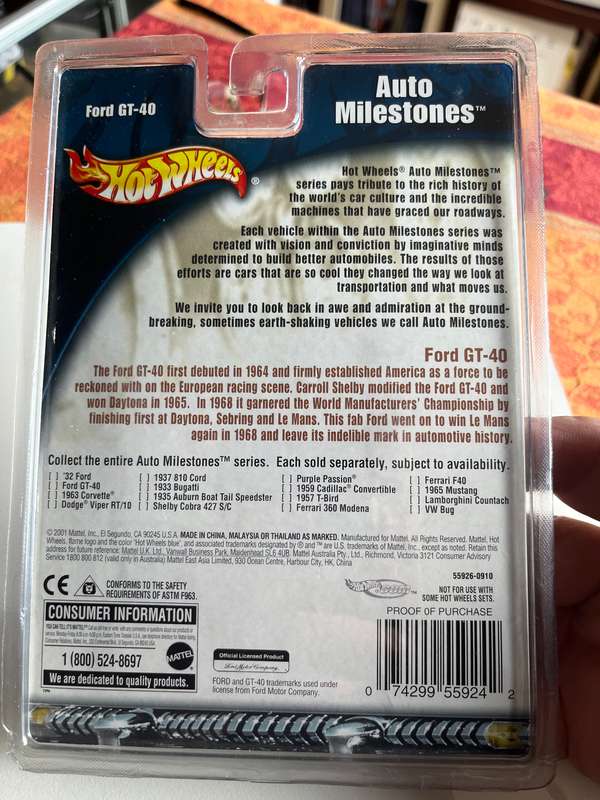 Ford GT-40
Auto
Milestones™
Hot Wheels®
Hot Wheels® Auto Milestones™
series pays tribute to the rich history of
the world's car culture and the incredible
machines that have graced our roadways.
Each vehicle within the Auto Milestones series was
created with vision and conviction by imaginative minds
determined to build better automobiles. The results of those
efforts are cars that are so cool they changed the way we look at
transportation and what moves us.
We invite you to look back in awe and admiration at the ground-
breaking, sometimes earth-shaking vehicles we call Auto Milestones.
Ford GT-40
The Ford GT-40 first debuted in 1964 and firmly established America as a force to be
reckoned with on the European racing scene. Carroll Shelby modified the Ford GT-40 and
won Daytona in 1965. In 1968 it garnered the World Manufacturers' Championship by
finishing first at Daytona, Sebring and Le Mans. This fab Ford went on to win Le Mans
again in 1968 and leave its indelible mark in automotive history.
Collect the entire Auto Milestones™ series. Each sold separately, subject to availability.
[ ] '32 Ford
[ ] Ford GT-40
[ ] 1963 Corvette®
[ ] Dodge® Viper RT/10
[ ] 1937 810 Cord
[ ] 1933 Bugatti
[ ] 1935 Auburn Boat Tail Speedster
[ ] Shelby Cobra 427 S/C
[ ] Purple Passion®
[ ] 1959 Cadillac® Convertible
[ ] 1957 T-Bird
[ ] Ferrari 360 Modena
[ ] Ferrari F40
[ ] 1965 Mustang
[ ] Lamborghini Countach
[ ] VW Bug
© 2001 Mattel, Inc., El Segundo, CA 90245 U.S.A. MADE IN CHINA, MALAYSIA OR THAILAND AS MARKED. Manufactured for Mattel. All Rights Reserved. Mattel, Hot
Wheels, flame logo and the color "Hot Wheels blue", and associated trademarks designated by ® and ™ are U.S. trademarks of Mattel, Inc., except as noted. Retain this
address for future reference: Mattel U.K. Ltd., Vanwall Business Park, Maidenhead SL6 4UB. Mattel Australia Pty., Ltd., Richmond, Victoria 3121 Consumer Advisory
Service 1800 800 812 (valid only in Australia) Mattel East Asia Limited, 930 Ocean Centre, Harbour City, HK, China
CE
CONFORMS TO THE SAFETY
REQUIREMENTS OF ASTM F963.
CONSUMER INFORMATION
YOU CAN TELL IT'S MATTEL
1 (800) 524-8697
MATTEL
We are dedicated to quality products.
Official Licensed Product
Ford Motor Company
FORD and GT-40 trademarks used under
license from Ford Motor Company.
55926-0910
NOT FOR USE WITH
SOME HOT WHEELS SETS.
PROOF OF PURCHASE
0 74299 55924 2